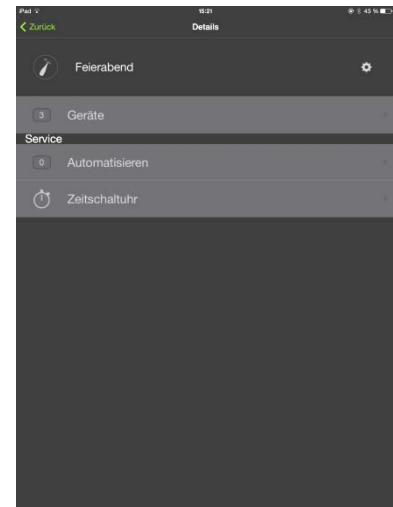 iPad 15:21 45 %
Zurück Details
Feierabend
3 Geräte
Service
0 Automatisieren
Zeitschaltuhr